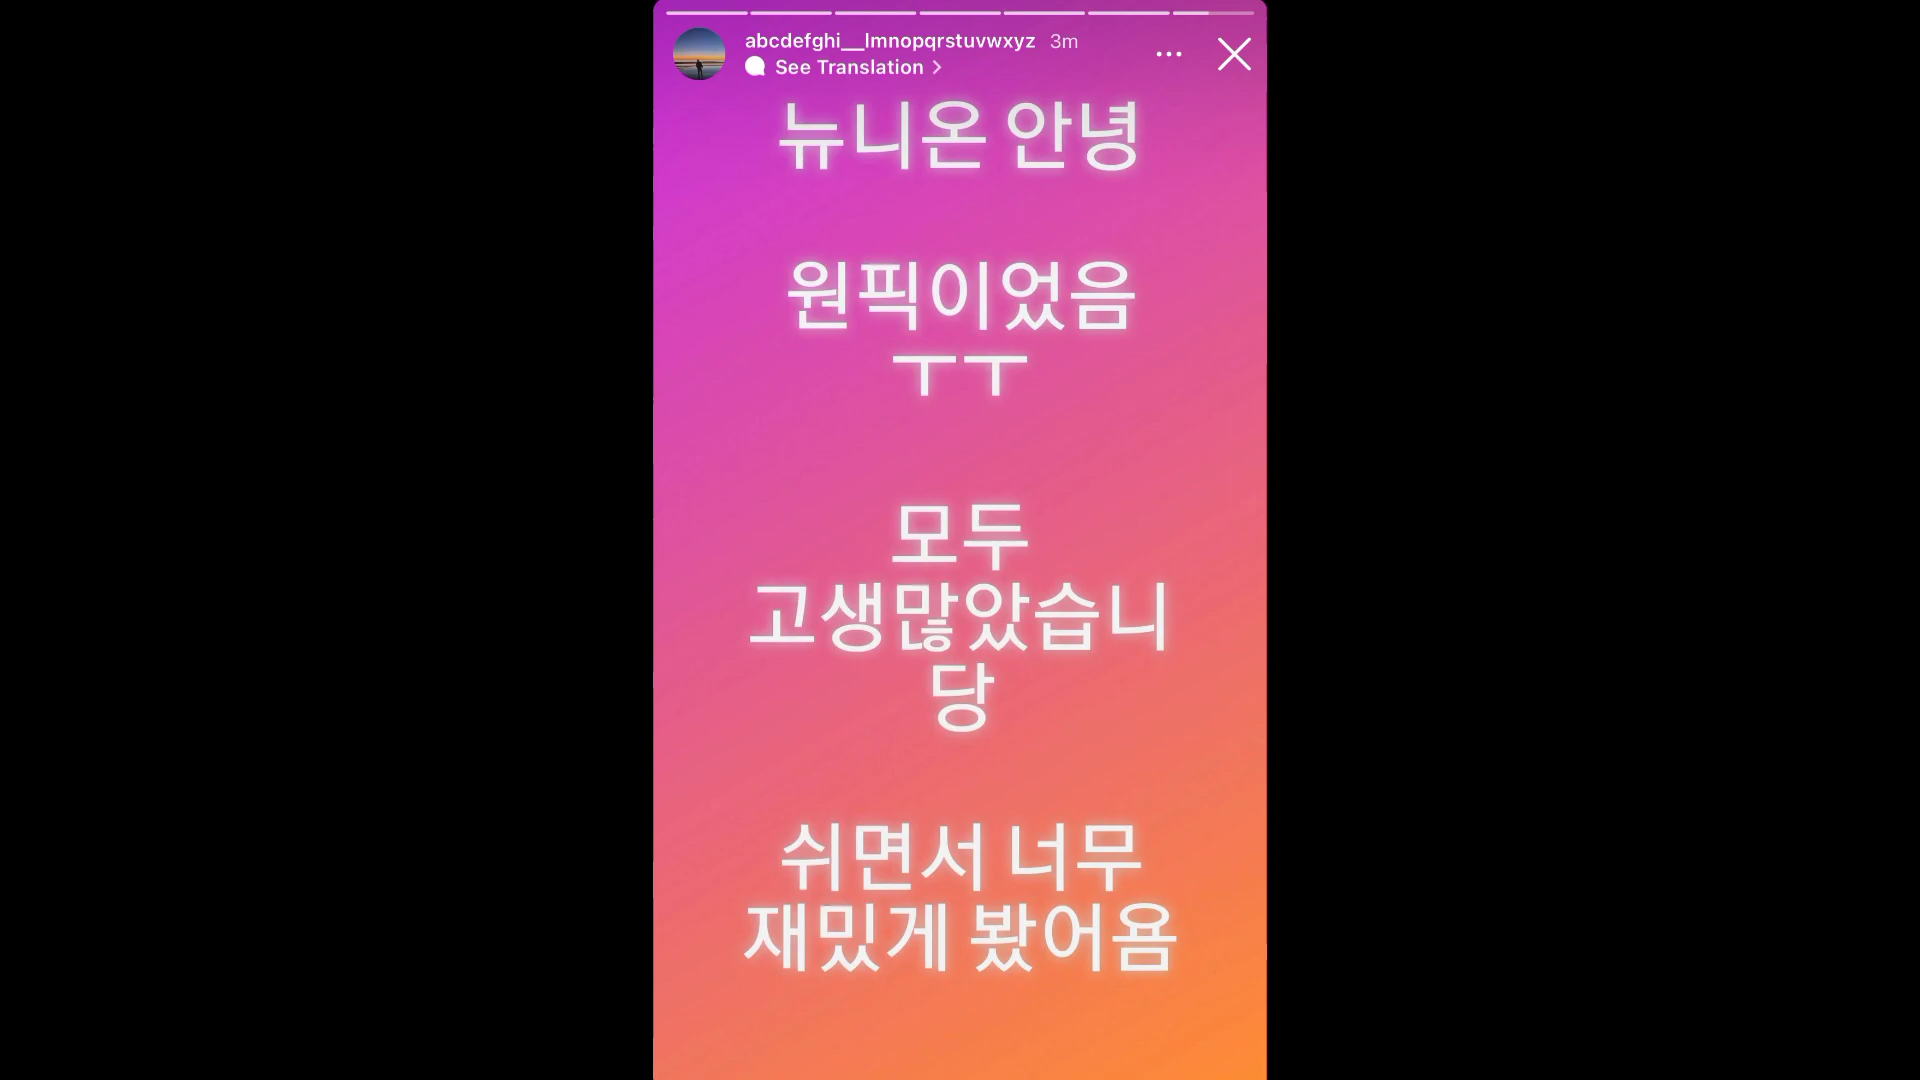 abcdefghi__lmnopqrstuvwxyz 3m
See Translation
뉴니온 안녕
원픽이었음
ㅜㅜ
모두
고생많았습니
당
쉬면서 너무
재밌게 봤어욤